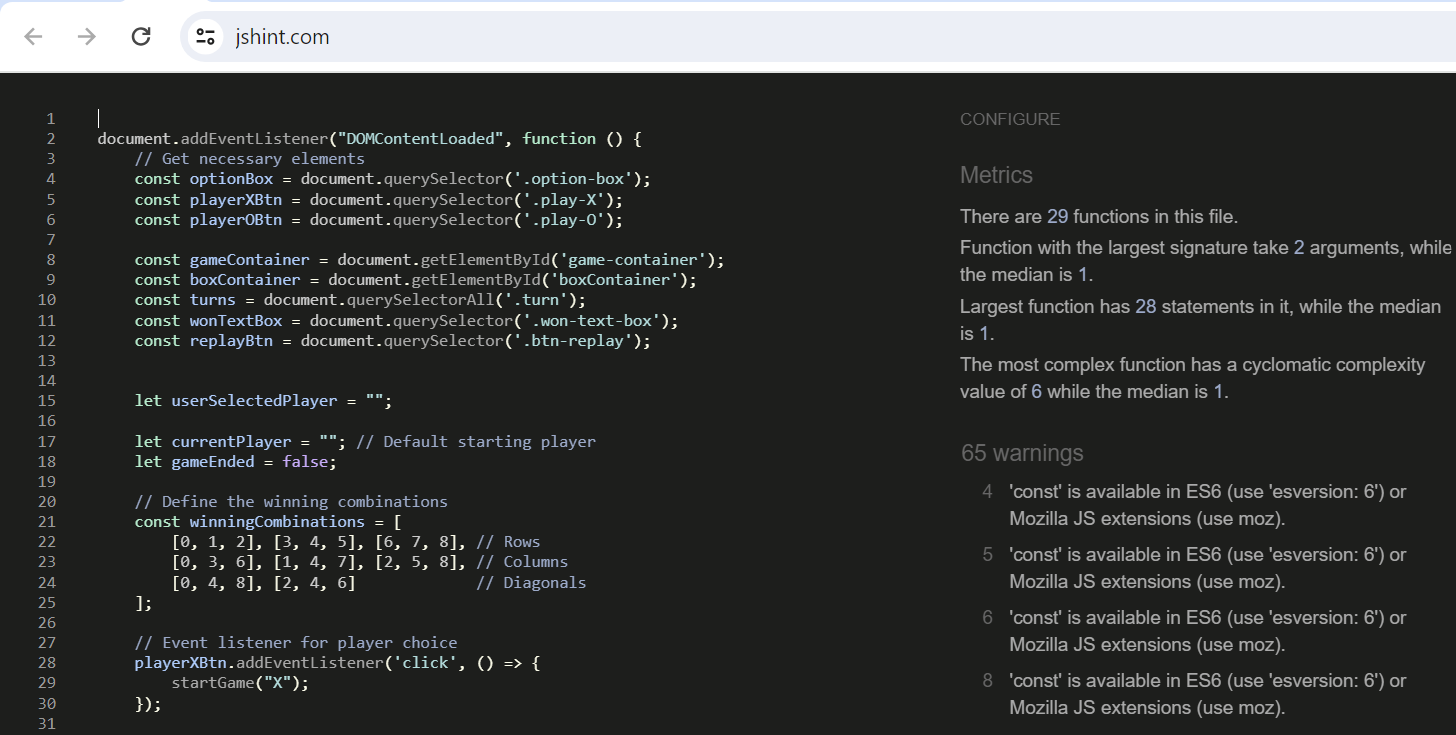 jshint.com
1
2 document.addEventListener("DOMContentLoaded", function () {
3 // Get necessary elements
4 const optionBox = document.querySelector('.option-box');
5 const playerXBtn = document.querySelector('.play-X');
6 const playerOBtn = document.querySelector('.play-O');
7
8 const gameContainer = document.getElementById('game-container');
9 const boxContainer = document.getElementById('boxContainer');
10 const turns = document.querySelectorAll('.turn');
11 const wonTextBox = document.querySelector('.won-text-box');
12 const replayBtn = document.querySelector('.btn-replay');
13
14
15 let userSelectedPlayer = "";
16
17 let currentPlayer = ""; // Default starting player
18 let gameEnded = false;
19
20 // Define the winning combinations
21 const winningCombinations = [
22 [0, 1, 2], [3, 4, 5], [6, 7, 8], // Rows
23 [0, 3, 6], [1, 4, 7], [2, 5, 8], // Columns
24 [0, 4, 8], [2, 4, 6] // Diagonals
25 ];
26
27 // Event listener for player choice
28 playerXBtn.addEventListener('click', () => {
29 startGame("X");
30 });
31
CONFIGURE
Metrics
There are 29 functions in this file.
Function with the largest signature take 2 arguments, while
the median is 1.
Largest function has 28 statements in it, while the median
is 1.
The most complex function has a cyclomatic complexity
value of 6 while the median is 1.
65 warnings
4 'const' is available in ES6 (use 'esversion: 6') or
Mozilla JS extensions (use moz).
5 'const' is available in ES6 (use 'esversion: 6') or
Mozilla JS extensions (use moz).
6 'const' is available in ES6 (use 'esversion: 6') or
Mozilla JS extensions (use moz).
8 'const' is available in ES6 (use 'esversion: 6') or
Mozilla JS extensions (use moz).